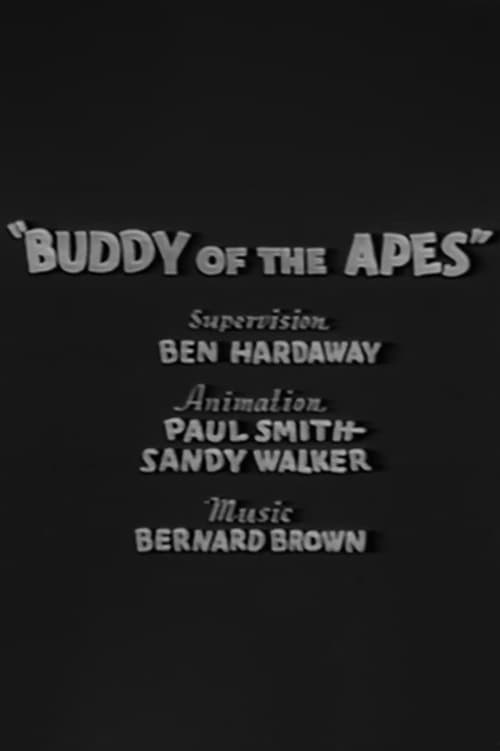 "BUDDY OF THE APES"
Supervision
BEN HARDAWAY
Animation
PAUL SMITH
SANDY WALKER
Music
BERNARD BROWN